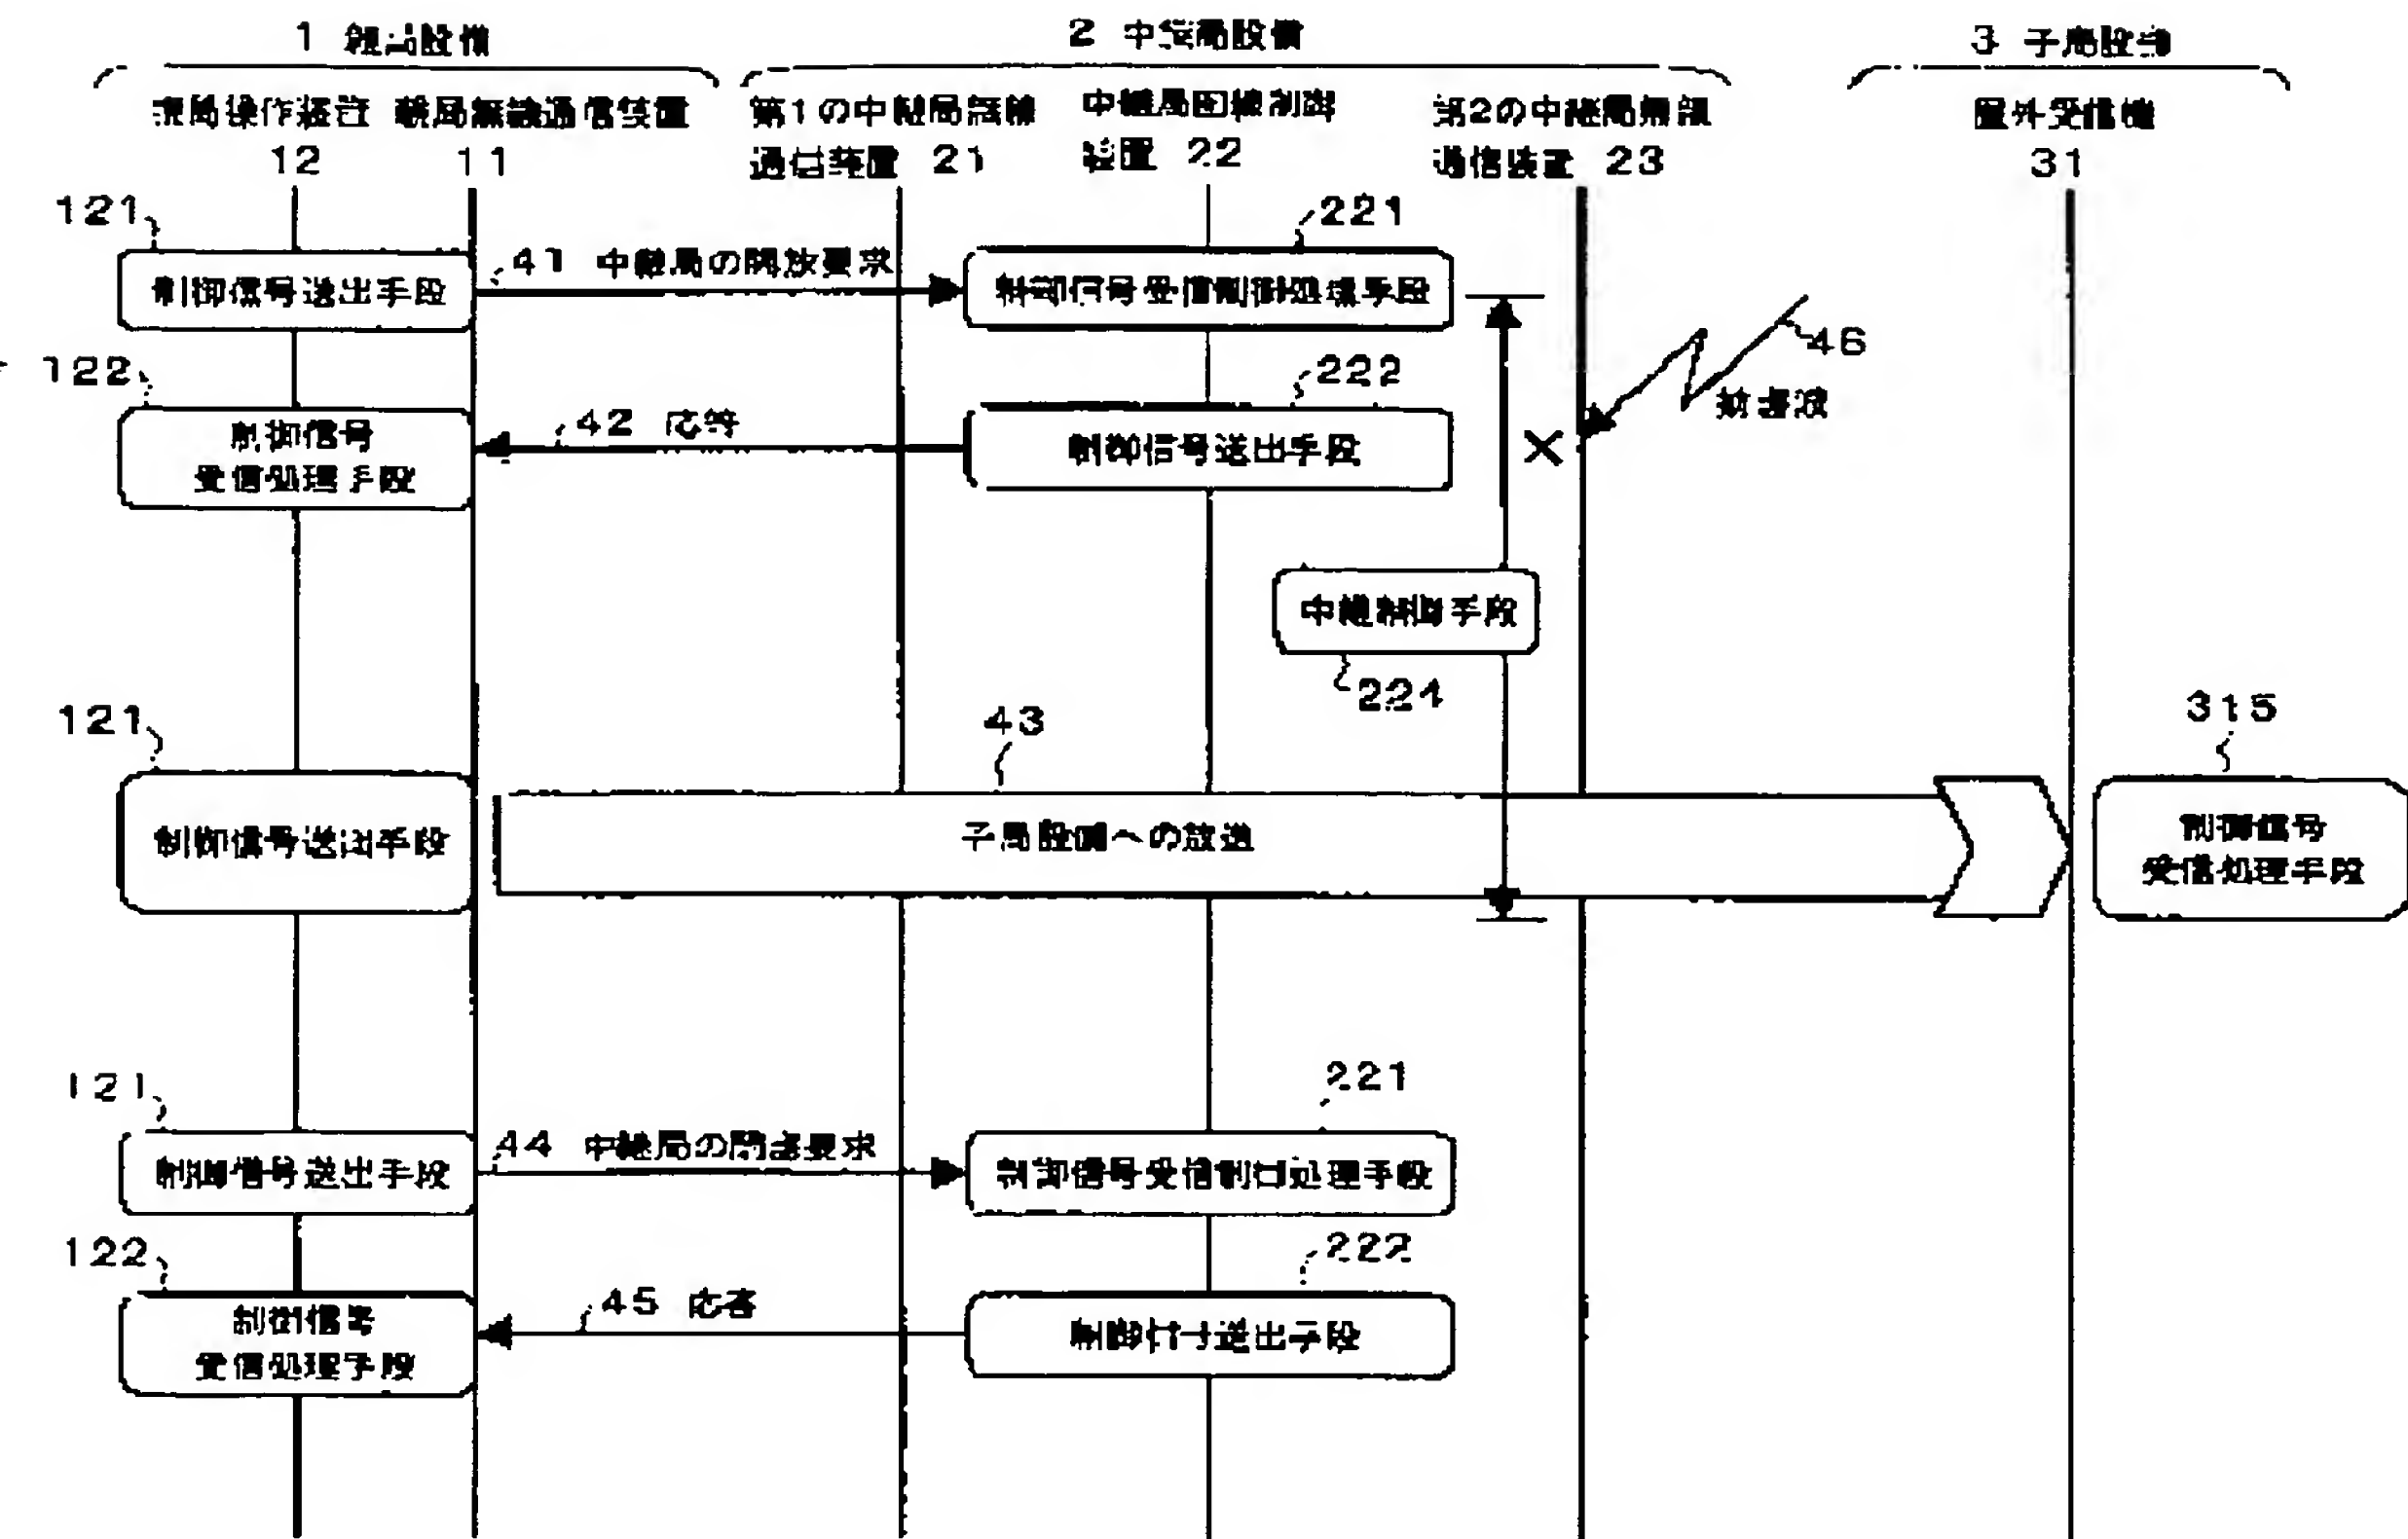 1 親局設備
2 中継局設備
3 子局設備
親局操作装置
12
親局無線通信装置
11
第1の中継局無線
通信装置 21
中継局回線制御
装置 22
第2の中継局無線
通信装置 23
屋外受信機
31
121
制御信号送出手段
41 中継局の開放要求
221
制御信号受信制御処理手段
46
妨害波
122
制御信号
受信処理手段
42 応答
222
制御信号送出手段
×
中継制御手段
224
121
制御信号送出手段
43
子局設備への放送
315
制御信号
受信処理手段
121
制御信号送出手段
44 中継局の閉塞要求
221
制御信号受信制御処理手段
122
制御信号
受信処理手段
45 応答
222
制御信号送出手段